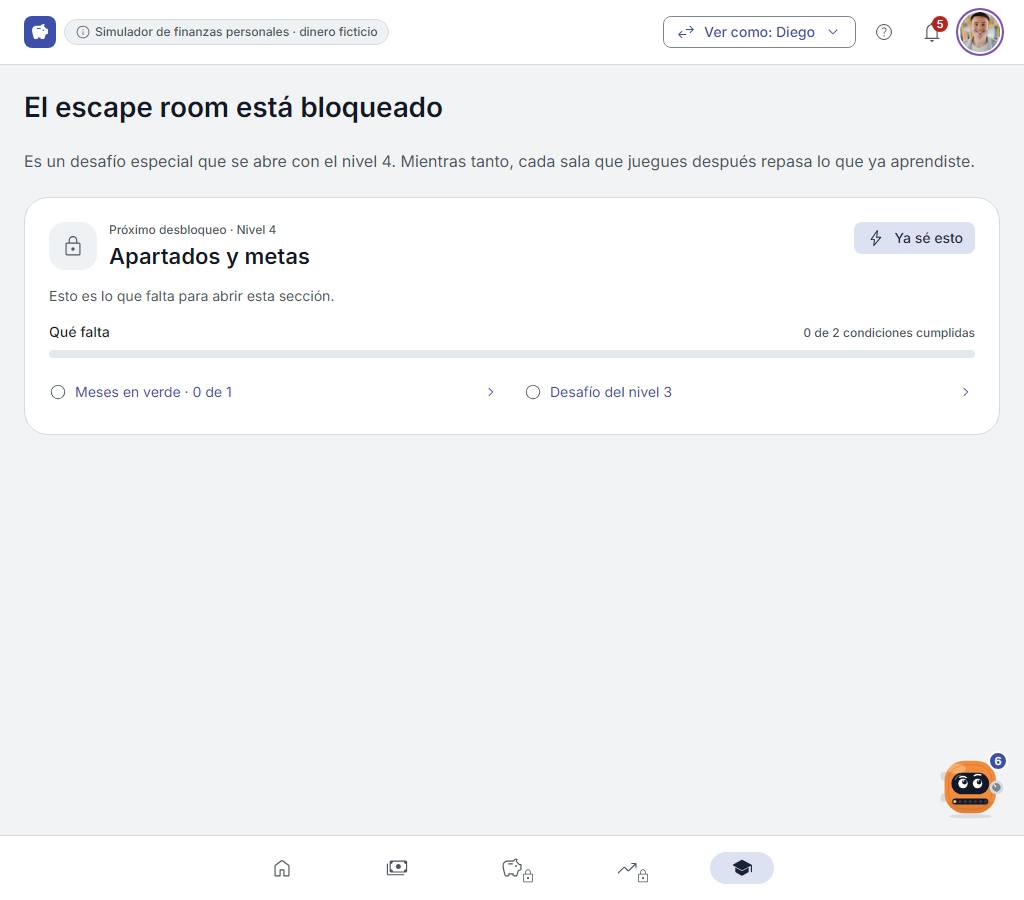 Simulador de finanzas personales · dinero ficticio
Ver como: Diego
5
El escape room está bloqueado
Es un desafío especial que se abre con el nivel 4. Mientras tanto, cada sala que juegues después repasa lo que ya aprendiste.
Próximo desbloqueo · Nivel 4
Apartados y metas
Ya sé esto
Esto es lo que falta para abrir esta sección.
Qué falta
0 de 2 condiciones cumplidas
Meses en verde · 0 de 1
Desafío del nivel 3
6